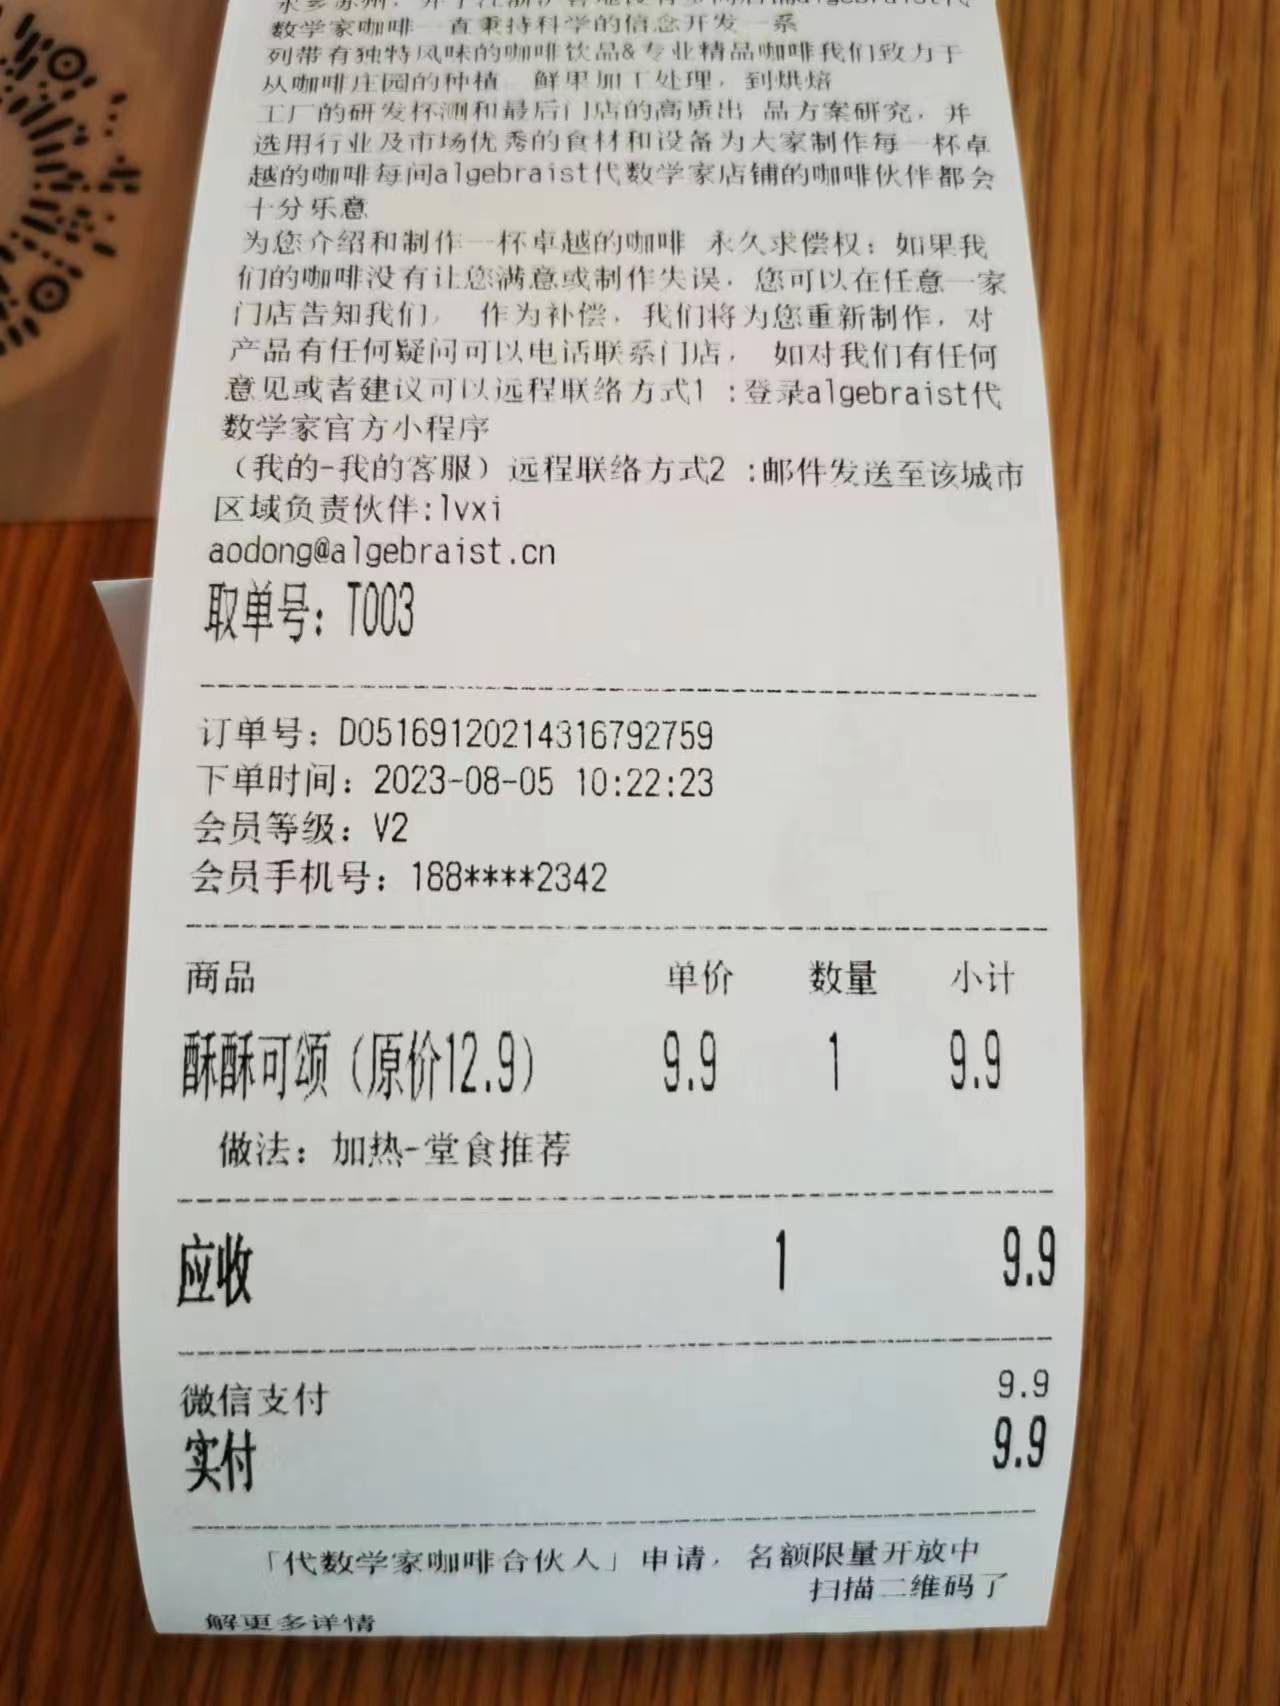 数学家咖啡一直秉持科学的信念开发一系
列带有独特风味的咖啡饮品&专业精品咖啡我们致力于
从咖啡庄园的种植 鲜果加工处理，到烘焙
工厂的研发杯测和最后门店的高质出 品方案研究，并
选用行业及市场优秀的食材和设备为大家制作每一杯卓
越的咖啡每间algebraist代数学家店铺的咖啡伙伴都会
十分乐意
为您介绍和制作一杯卓越的咖啡 永久求偿权：如果我
们的咖啡没有让您满意或制作失误，您可以在任意一家
门店告知我们， 作为补偿，我们将为您重新制作，对
产品有任何疑问可以电话联系门店， 如对我们有任何
意见或者建议可以远程联络方式1 :登录algebraist代
数学家官方小程序
（我的-我的客服）远程联络方式2 :邮件发送至该城市
区域负责伙伴:lvxi
aodong@algebraist.cn
取单号：T003
订单号：D051691202143167​92759
下单时间：2023-08-05 10:22:23
会员等级：V2
会员手机号：188****2342
商品 单价 数量 小计
酥酥可颂（原价12.9） 9.9 1 9.9
做法：加热-堂食推荐
应收 1 9.9
微信支付 9.9
实付 9.9
「代数学家咖啡合伙人」申请，名额限量开放中
扫描二维码了
解更多详情